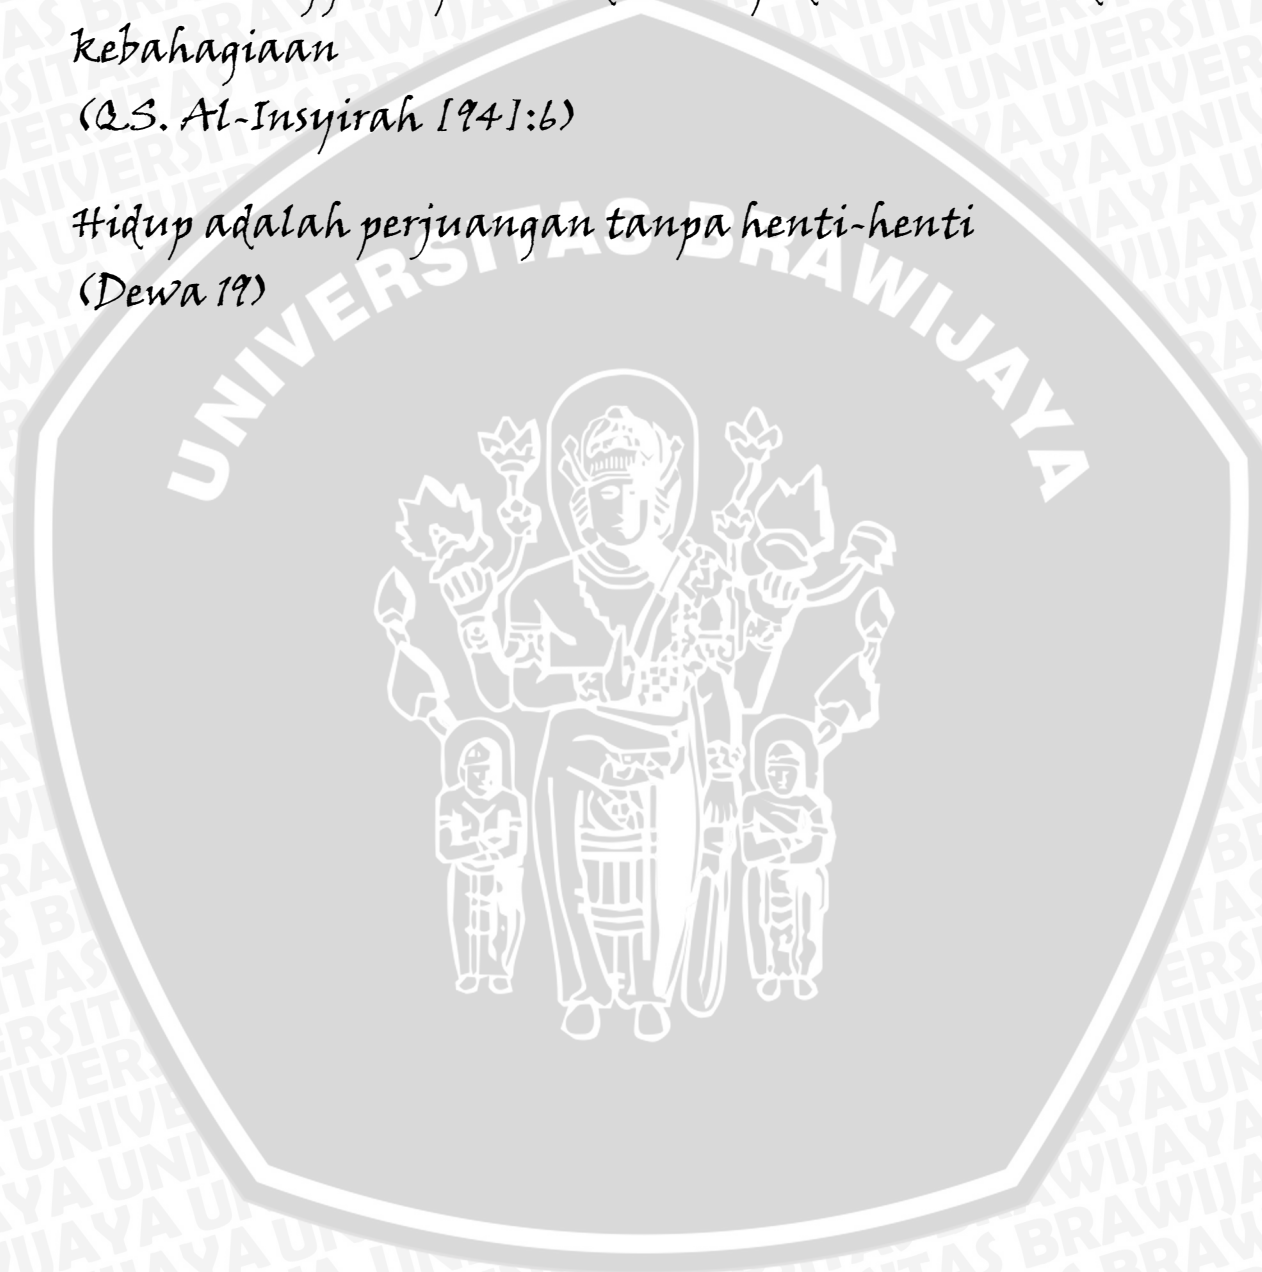 kebahagiaan
(QS. Al-Insyirah [94]:6)
Hidup adalah perjuangan tanpa henti-henti
(Dewa 19)
UNIVERSITAS BRAWIJAYA